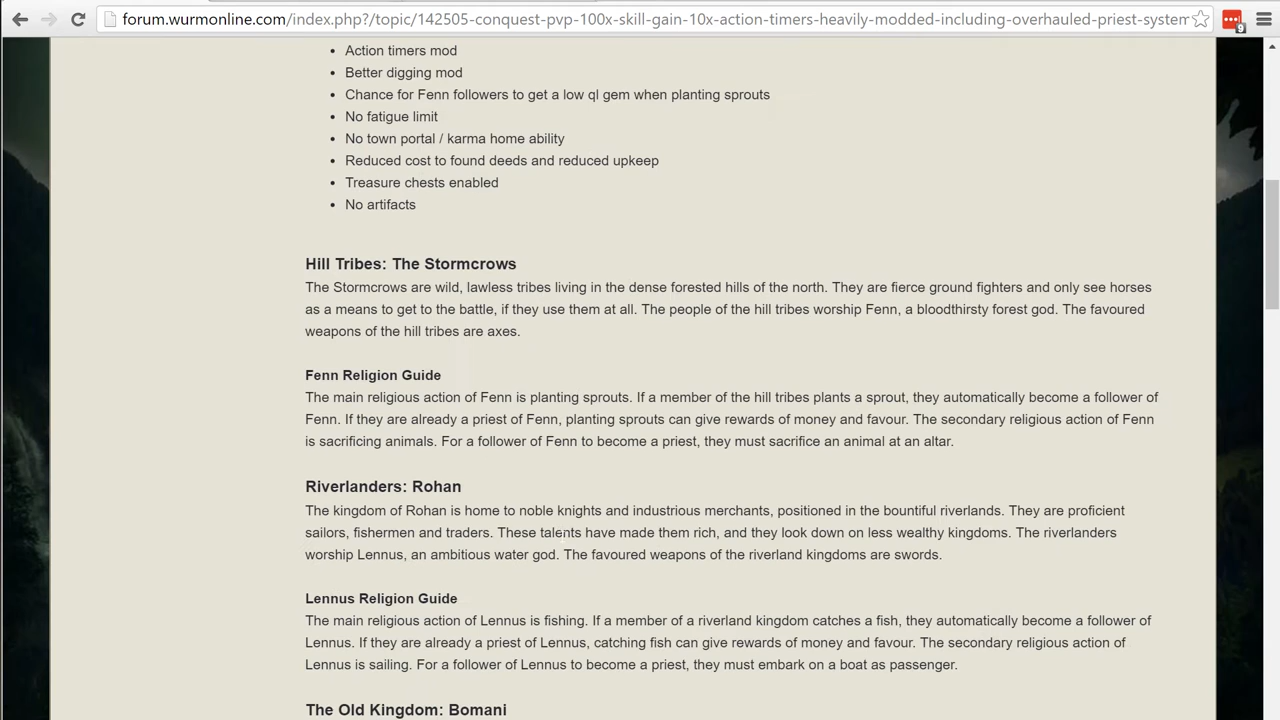 forum.wurmonline.com/index.php?/topic/142505-conquest-pvp-100x-skill-gain-10x-action-timers-heavily-modded-including-overhauled-priest-system
9
• Action timers mod
• Better digging mod
• Chance for Fenn followers to get a low ql gem when planting sprouts
• No fatigue limit
• No town portal / karma home ability
• Reduced cost to found deeds and reduced upkeep
• Treasure chests enabled
• No artifacts
Hill Tribes: The Stormcrows
The Stormcrows are wild, lawless tribes living in the dense forested hills of the north. They are fierce ground fighters and only see horses
as a means to get to the battle, if they use them at all. The people of the hill tribes worship Fenn, a bloodthirsty forest god. The favoured
weapons of the hill tribes are axes.
Fenn Religion Guide
The main religious action of Fenn is planting sprouts. If a member of the hill tribes plants a sprout, they automatically become a follower of
Fenn. If they are already a priest of Fenn, planting sprouts can give rewards of money and favour. The secondary religious action of Fenn
is sacrificing animals. For a follower of Fenn to become a priest, they must sacrifice an animal at an altar.
Riverlanders: Rohan
The kingdom of Rohan is home to noble knights and industrious merchants, positioned in the bountiful riverlands. They are proficient
sailors, fishermen and traders. These talents have made them rich, and they look down on less wealthy kingdoms. The riverlanders
worship Lennus, an ambitious water god. The favoured weapons of the riverland kingdoms are swords.
Lennus Religion Guide
The main religious action of Lennus is fishing. If a member of a riverland kingdom catches a fish, they automatically become a follower of
Lennus. If they are already a priest of Lennus, catching fish can give rewards of money and favour. The secondary religious action of
Lennus is sailing. For a follower of Lennus to become a priest, they must embark on a boat as passenger.
The Old Kingdom: Bomani